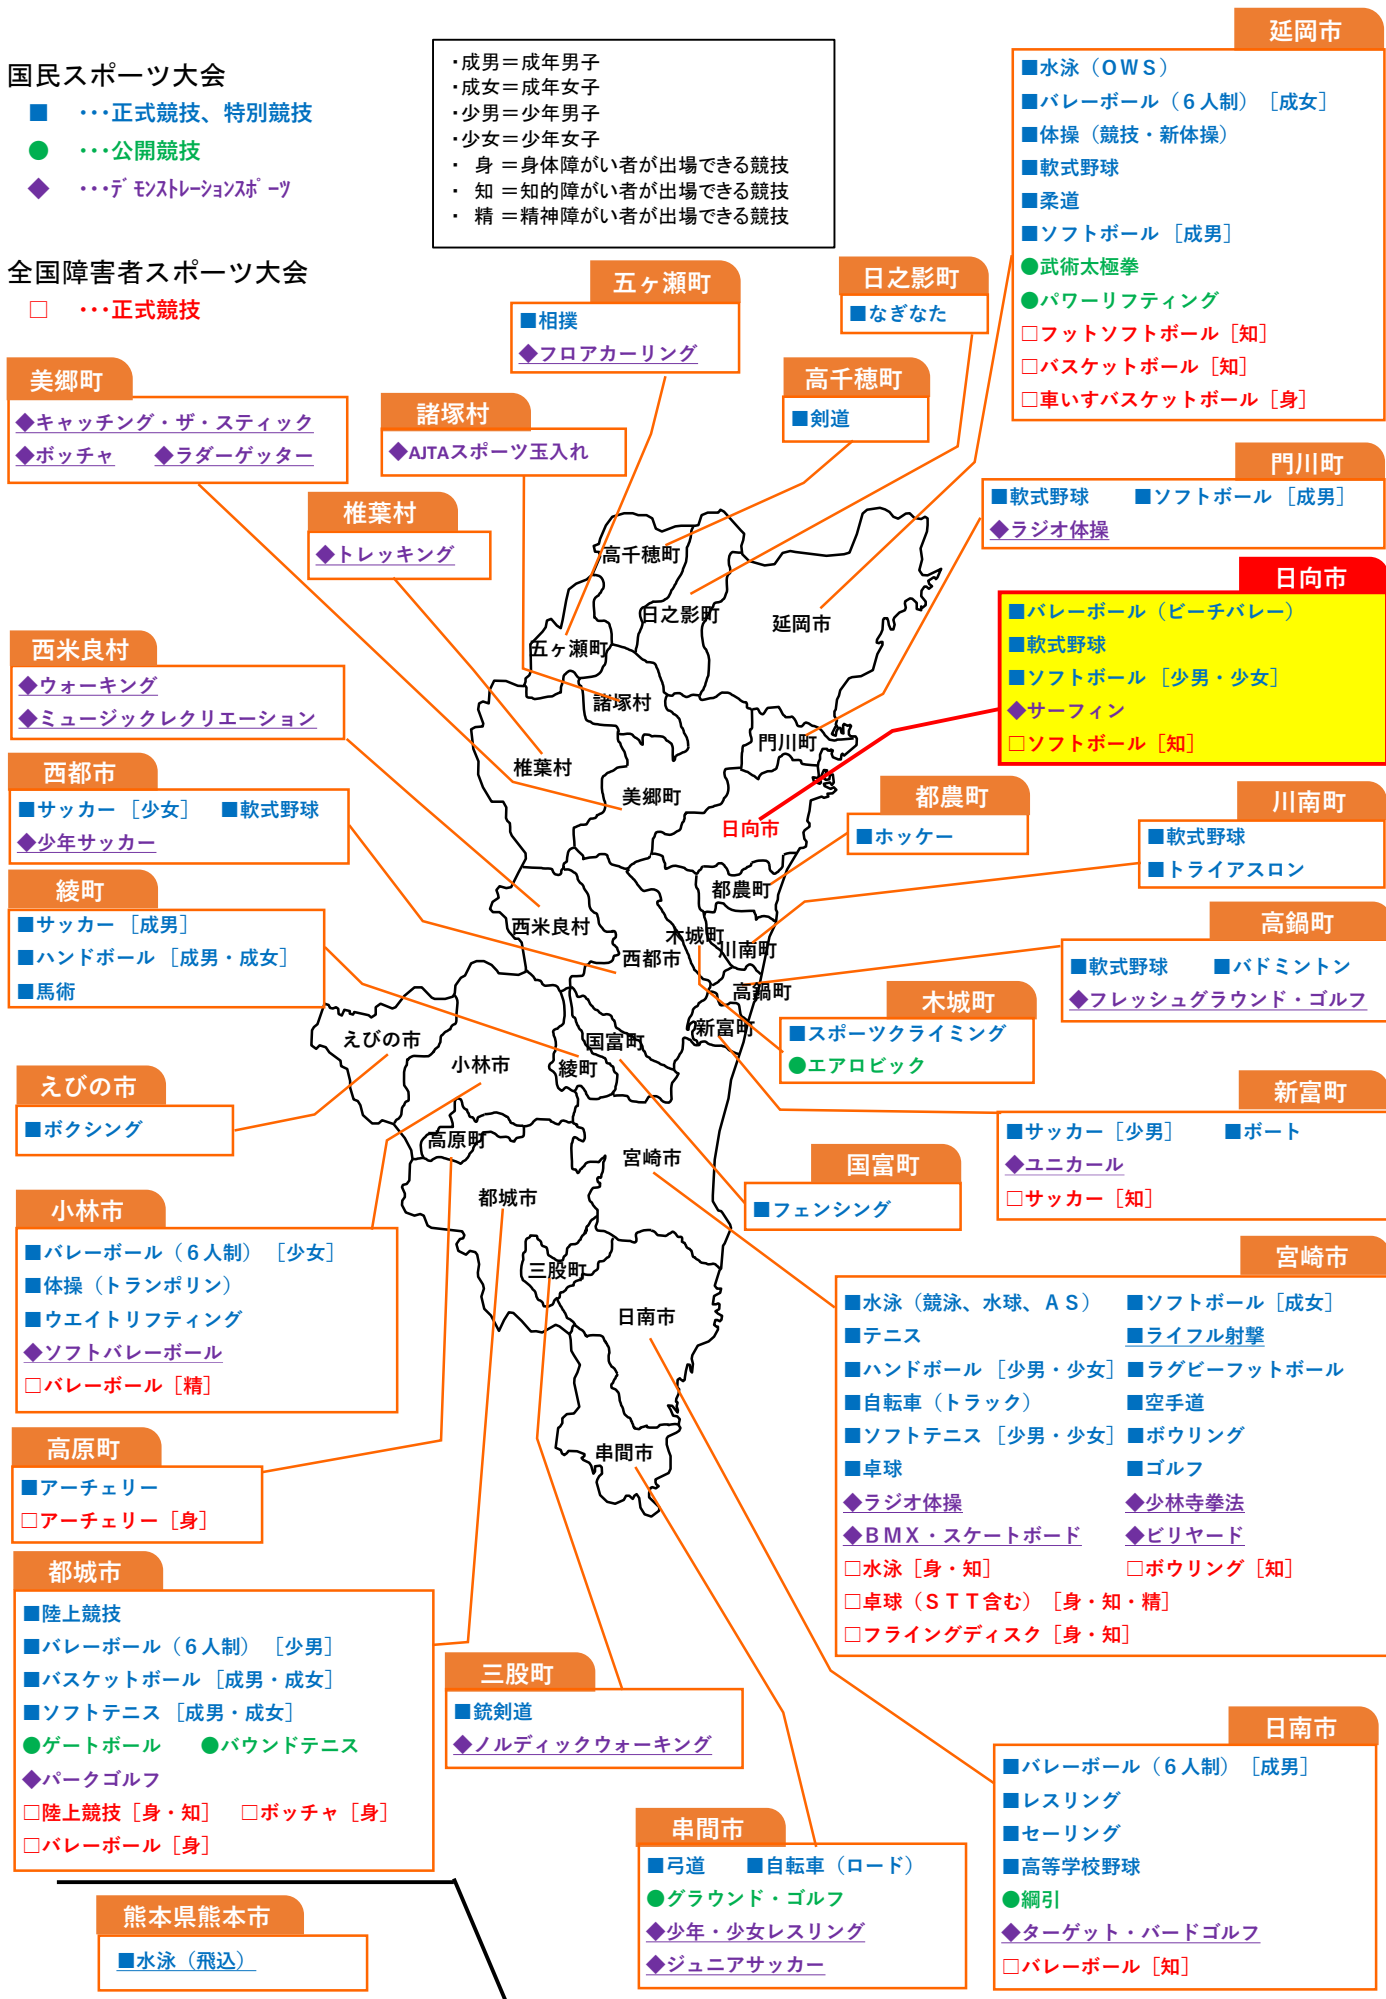 国民スポーツ大会
■ ・・・正式競技、特別競技
● ・・・公開競技
◆ ・・・デモンストレーションスポーツ
全国障害者スポーツ大会
□ ・・・正式競技
・成男＝成年男子
・成女＝成年女子
・少男＝少年男子
・少女＝少年女子
・ 身 ＝身体障がい者が出場できる競技
・ 知 ＝知的障がい者が出場できる競技
・ 精 ＝精神障がい者が出場できる競技
延岡市
■水泳（ＯＷＳ）
■バレーボール（６人制）［成女］
■体操（競技・新体操）
■軟式野球
■柔道
■ソフトボール［成男］
●武術太極拳
●パワーリフティング
□フットソフトボール［知］
□バスケットボール［知］
□車いすバスケットボール［身］
五ヶ瀬町
■相撲
◆フロアカーリング
日之影町
■なぎなた
高千穂町
■剣道
美郷町
◆キャッチング・ザ・スティック
◆ボッチャ ◆ラダーゲッター
諸塚村
◆AJTAスポーツ玉入れ
椎葉村
◆トレッキング
門川町
■軟式野球 ■ソフトボール［成男］
◆ラジオ体操
日向市
■バレーボール（ビーチバレー）
■軟式野球
■ソフトボール［少男・少女］
◆サーフィン
□ソフトボール［知］
西米良村
◆ウォーキング
◆ミュージックレクリエーション
西都市
■サッカー［少女］ ■軟式野球
◆少年サッカー
綾町
■サッカー［成男］
■ハンドボール［成男・成女］
■馬術
都農町
■ホッケー
川南町
■軟式野球
■トライアスロン
高鍋町
■軟式野球 ■バドミントン
◆フレッシュグラウンド・ゴルフ
木城町
■スポーツクライミング
●エアロビック
えびの市
■ボクシング
新富町
■サッカー［少男］ ■ボート
◆ユニカール
□サッカー［知］
国富町
■フェンシング
小林市
■バレーボール（６人制）［少女］
■体操（トランポリン）
■ウエイトリフティング
◆ソフトバレーボール
□バレーボール［精］
宮崎市
■水泳（競泳、水球、ＡＳ） ■ソフトボール［成女］
■テニス ■ライフル射撃
■ハンドボール［少男・少女］ ■ラグビーフットボール
■自転車（トラック） ■空手道
■ソフトテニス［少男・少女］ ■ボウリング
■卓球 ■ゴルフ
◆ラジオ体操 ◆少林寺拳法
◆ＢＭＸ・スケートボード ◆ビリヤード
□水泳［身・知］ □ボウリング［知］
□卓球（ＳＴＴ含む）［身・知・精］
□フライングディスク［身・知］
高原町
■アーチェリー
□アーチェリー［身］
都城市
■陸上競技
■バレーボール（６人制）［少男］
■バスケットボール［成男・成女］
■ソフトテニス［成男・成女］
●ゲートボール ●バウンドテニス
◆パークゴルフ
□陸上競技［身・知］ □ボッチャ［身］
□バレーボール［身］
三股町
■銃剣道
◆ノルディックウォーキング
日南市
■バレーボール（６人制）［成男］
■レスリング
■セーリング
■高等学校野球
●綱引
◆ターゲット・バードゴルフ
□バレーボール［知］
串間市
■弓道 ■自転車（ロード）
●グラウンド・ゴルフ
◆少年・少女レスリング
◆ジュニアサッカー
熊本県熊本市
■水泳（飛込）
高千穂町
日之影町
延岡市
五ヶ瀬町
諸塚村
門川町
椎葉村
美郷町
日向市
都農町
西米良村
木城町
川南町
西都市
高鍋町
新富町
えびの市
国富町
小林市
綾町
高原町
宮崎市
都城市
三股町
日南市
串間市